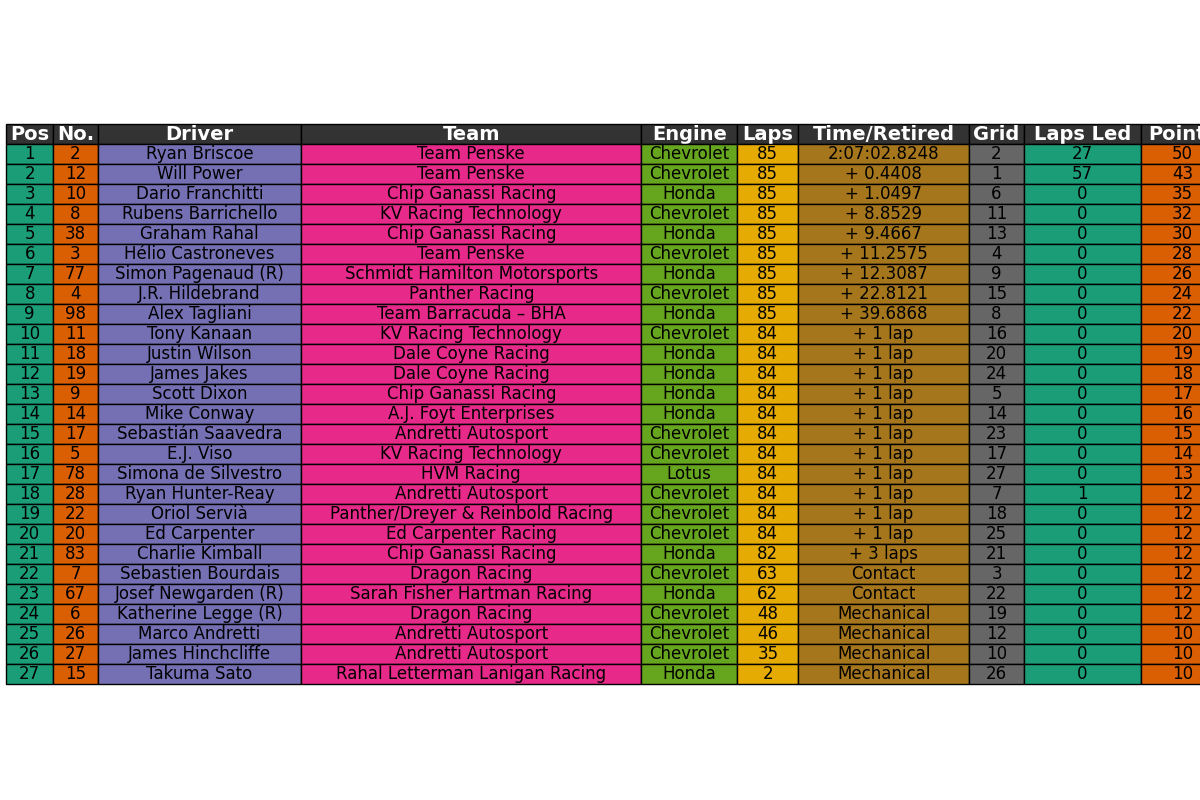 Pos No. Driver Team Engine Laps Time/Retired Grid Laps Led Point
1 2 Ryan Briscoe Team Penske Chevrolet 85 2:07:02.8248 2 27 50
2 12 Will Power Team Penske Chevrolet 85 + 0.4408 1 57 43
3 10 Dario Franchitti Chip Ganassi Racing Honda 85 + 1.0497 6 0 35
4 8 Rubens Barrichello KV Racing Technology Chevrolet 85 + 8.8529 11 0 32
5 38 Graham Rahal Chip Ganassi Racing Honda 85 + 9.4667 13 0 30
6 3 Hélio Castroneves Team Penske Chevrolet 85 + 11.2575 4 0 28
7 77 Simon Pagenaud (R) Schmidt Hamilton Motorsports Honda 85 + 12.3087 9 0 26
8 4 J.R. Hildebrand Panther Racing Chevrolet 85 + 22.8121 15 0 24
9 98 Alex Tagliani Team Barracuda – BHA Honda 85 + 39.6868 8 0 22
10 11 Tony Kanaan KV Racing Technology Chevrolet 84 + 1 lap 16 0 20
11 18 Justin Wilson Dale Coyne Racing Honda 84 + 1 lap 20 0 19
12 19 James Jakes Dale Coyne Racing Honda 84 + 1 lap 24 0 18
13 9 Scott Dixon Chip Ganassi Racing Honda 84 + 1 lap 5 0 17
14 14 Mike Conway A.J. Foyt Enterprises Honda 84 + 1 lap 14 0 16
15 17 Sebastián Saavedra Andretti Autosport Chevrolet 84 + 1 lap 23 0 15
16 5 E.J. Viso KV Racing Technology Chevrolet 84 + 1 lap 17 0 14
17 78 Simona de Silvestro HVM Racing Lotus 84 + 1 lap 27 0 13
18 28 Ryan Hunter-Reay Andretti Autosport Chevrolet 84 + 1 lap 7 1 12
19 22 Oriol Servià Panther/Dreyer & Reinbold Racing Chevrolet 84 + 1 lap 18 0 12
20 20 Ed Carpenter Ed Carpenter Racing Chevrolet 84 + 1 lap 25 0 12
21 83 Charlie Kimball Chip Ganassi Racing Honda 82 + 3 laps 21 0 12
22 7 Sebastien Bourdais Dragon Racing Chevrolet 63 Contact 3 0 12
23 67 Josef Newgarden (R) Sarah Fisher Hartman Racing Honda 62 Contact 22 0 12
24 6 Katherine Legge (R) Dragon Racing Chevrolet 48 Mechanical 19 0 12
25 26 Marco Andretti Andretti Autosport Chevrolet 46 Mechanical 12 0 10
26 27 James Hinchcliffe Andretti Autosport Chevrolet 35 Mechanical 10 0 10
27 15 Takuma Sato Rahal Letterman Lanigan Racing Honda 2 Mechanical 26 0 10